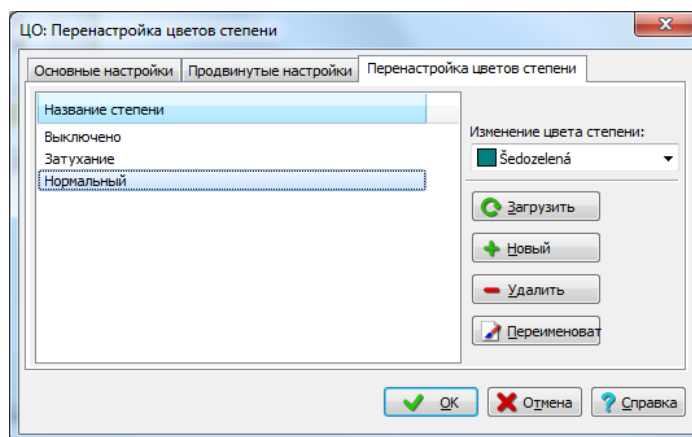 ЦО: Перенастройка цветов степени
Основные настройки
Продвинутые настройки
Перенастройка цветов степени
Название степени
Выключено
Затухание
Нормальный
Изменение цвета степени:
Šedozelená
Загрузить
Новый
Удалить
Переименоват
OK
Отмена
Справка